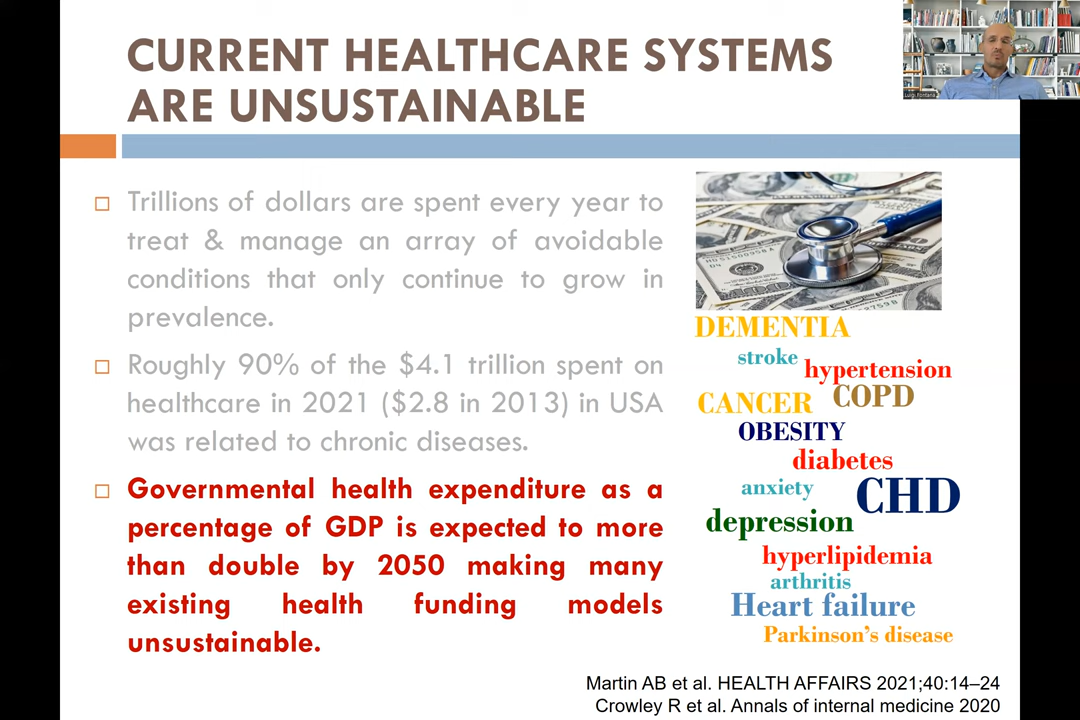 CURRENT HEALTHCARE SYSTEMS
ARE UNSUSTAINABLE
Luigi Fontana
Trillions of dollars are spent every year to
treat & manage an array of avoidable
conditions that only continue to grow in
prevalence.
Roughly 90% of the $4.1 trillion spent on
healthcare in 2021 ($2.8 in 2013) in USA
was related to chronic diseases.
Governmental health expenditure as a
percentage of GDP is expected to more
than double by 2050 making many
existing health funding models
unsustainable.
DEMENTIA
stroke
hypertension
CANCER
COPD
OBESITY
diabetes
anxiety
CHD
depression
hyperlipidemia
arthritis
Heart failure
Parkinson's disease
Martin AB et al. HEALTH AFFAIRS 2021;40:14–24
Crowley R et al. Annals of internal medicine 2020